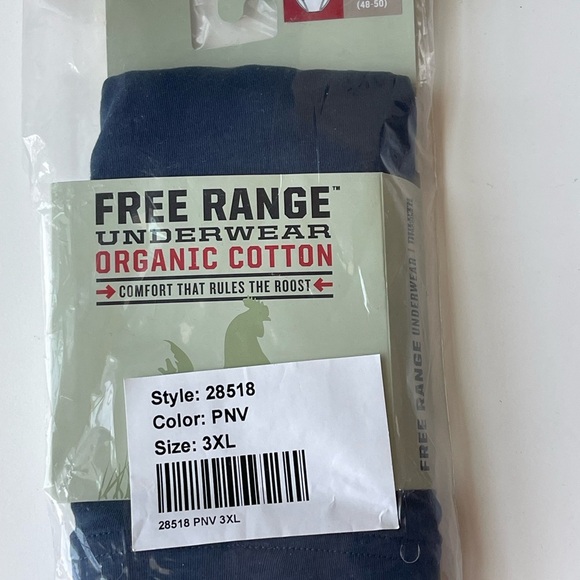 (48-50)
FREE RANGE™
UNDERWEAR
ORGANIC COTTON
COMFORT THAT RULES THE ROOST
FREE RANGE UNDERWEAR /
Style: 28518
Color: PNV
Size: 3XL
28518 PNV 3XL